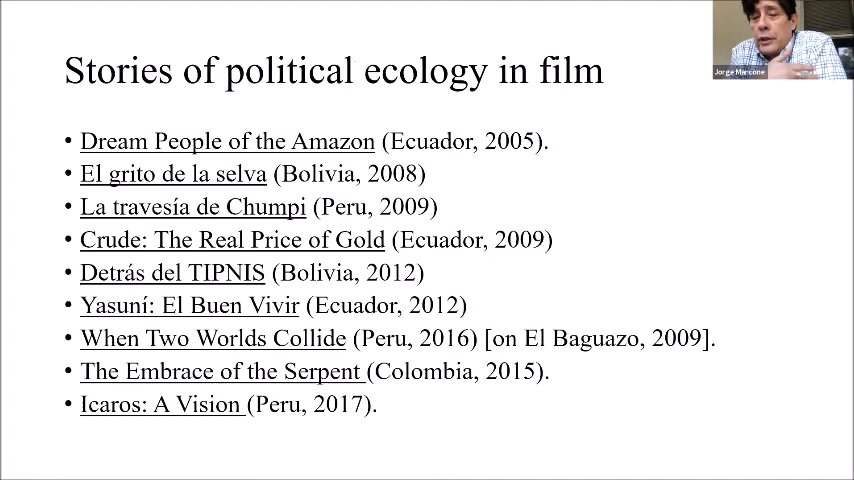 Stories of political ecology in film
Jorge Marcone
• Dream People of the Amazon (Ecuador, 2005).
• El grito de la selva (Bolivia, 2008)
• La travesía de Chumpi (Peru, 2009)
• Crude: The Real Price of Gold (Ecuador, 2009)
• Detrás del TIPNIS (Bolivia, 2012)
• Yasuní: El Buen Vivir (Ecuador, 2012)
• When Two Worlds Collide (Peru, 2016) [on El Baguazo, 2009].
• The Embrace of the Serpent (Colombia, 2015).
• Icaros: A Vision (Peru, 2017).